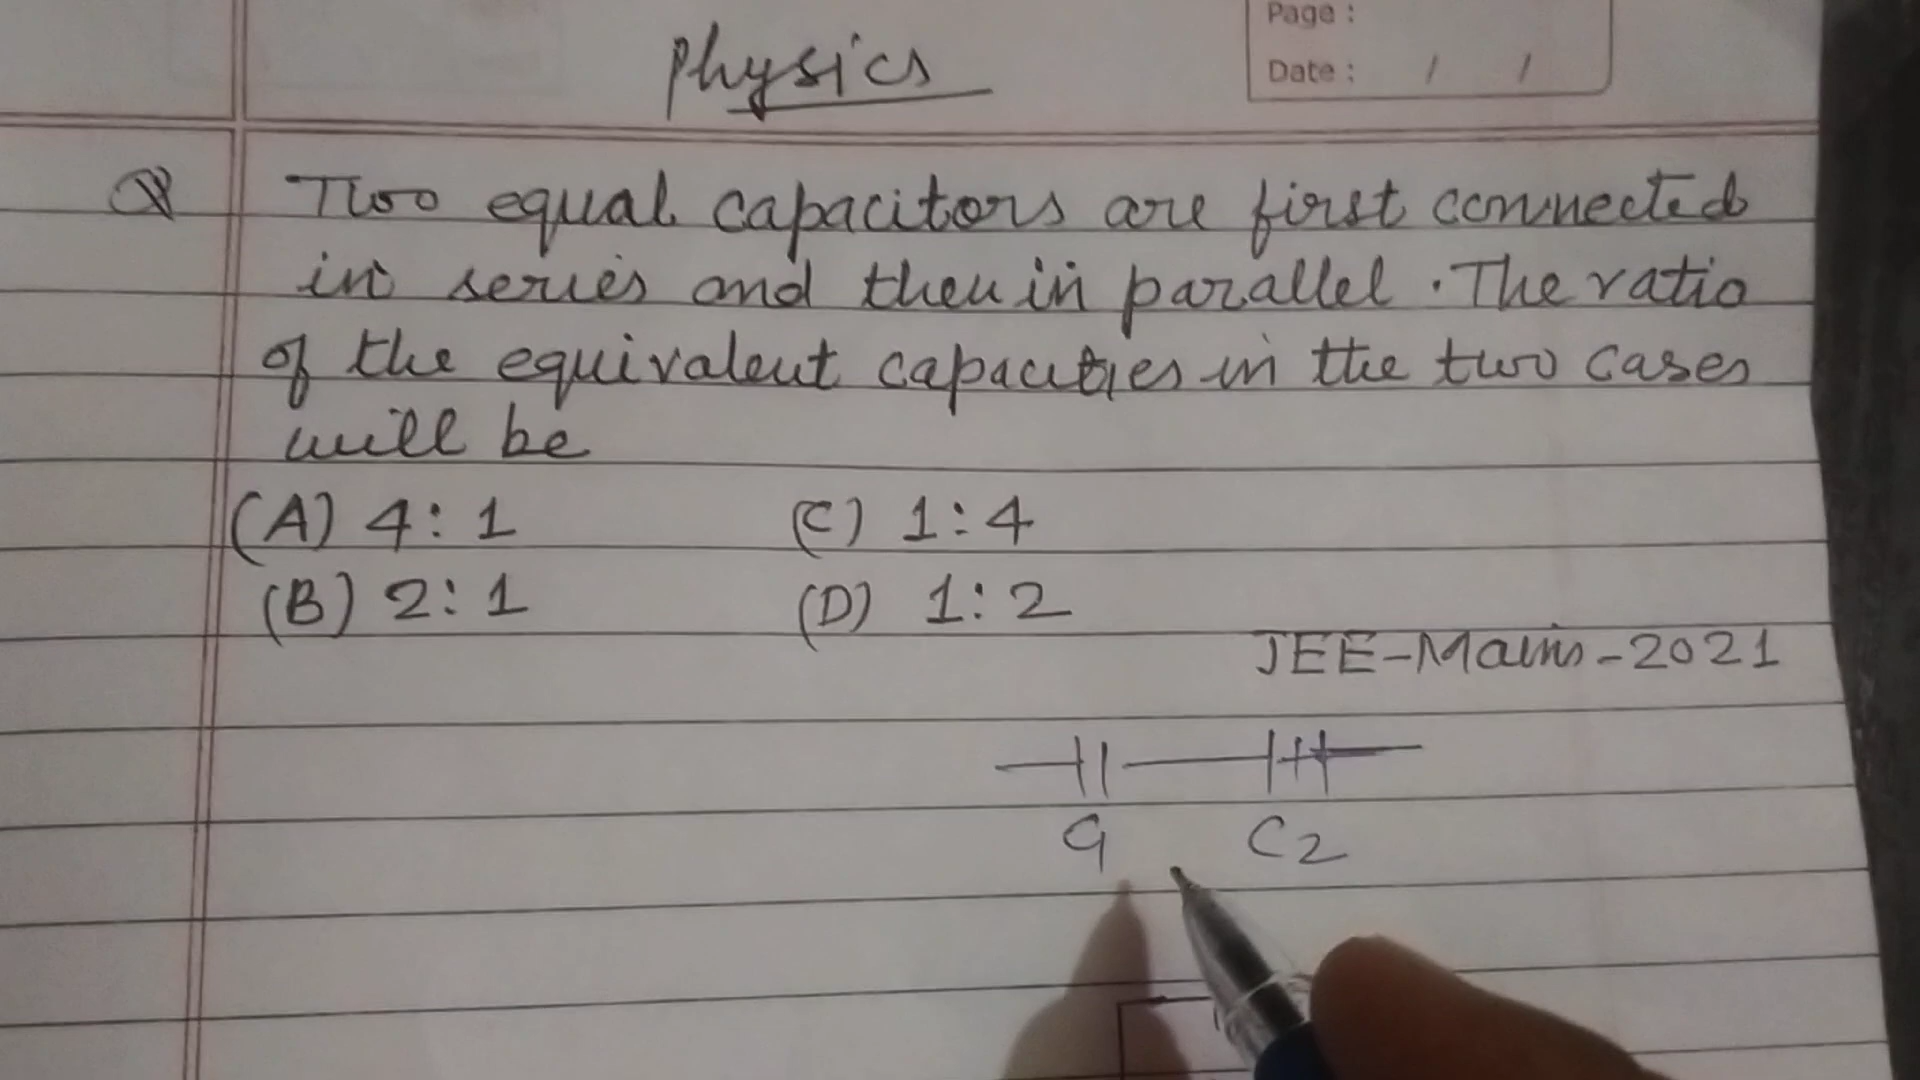 Page :
Date : / /
Physics
Q Two equal capacitors are first connected
in series and then in parallel. The ratio
of the equivalent capacities in the two cases
will be
(A) 4:1 (C) 1:4
(B) 2:1 (D) 1:2
JEE-Mains-2021
C1 C2